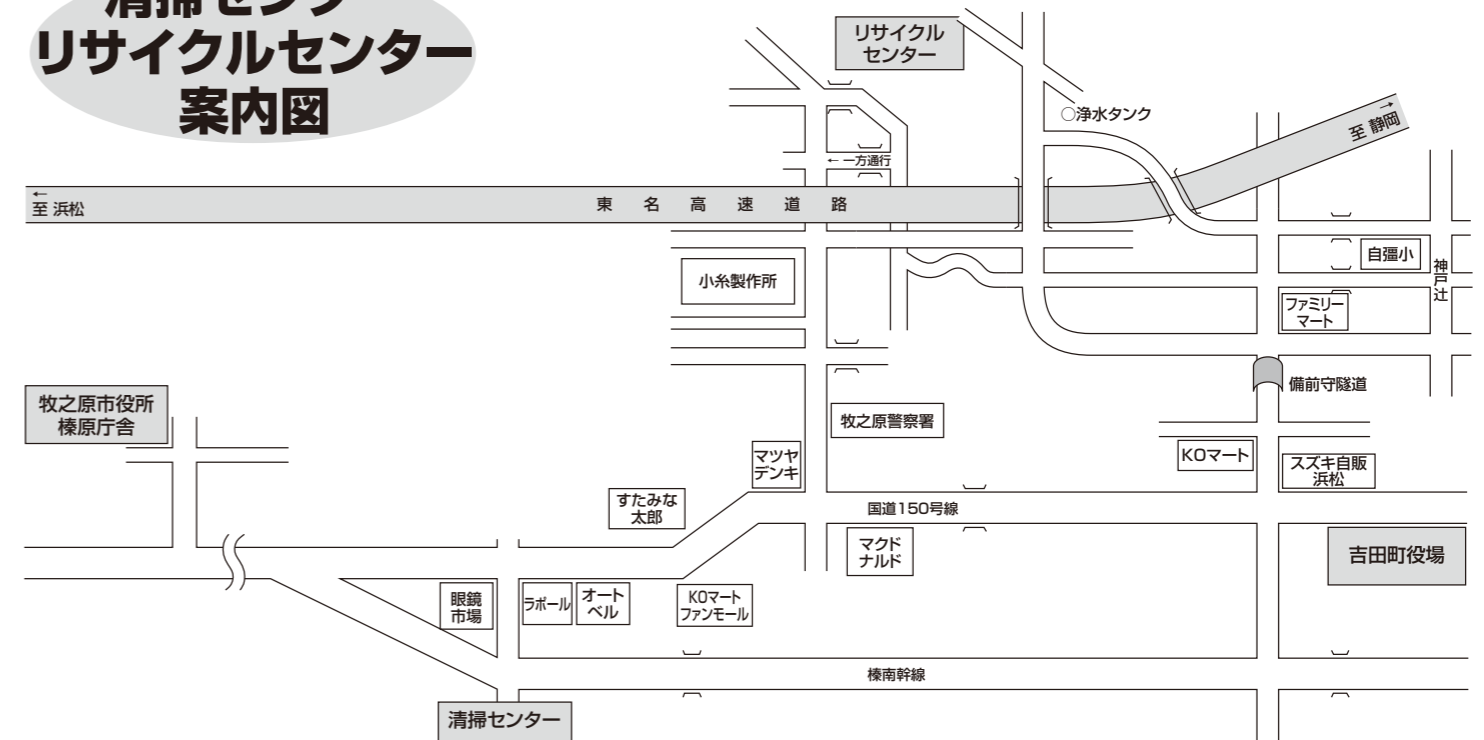 清掃センター
リサイクルセンター
案内図
リサイクル
センター
○浄水タンク
→
至 静岡
← 一方通行
←
至 浜松
東名高速道路
小糸製作所
自彊小
神戸辻
ファミリー
マート
備前守隧道
牧之原市役所
榛原庁舎
牧之原警察署
マツヤ
デンキ
KOマート
スズキ自販
浜松
すたみな
太郎
国道150号線
マクド
ナルド
吉田町役場
眼鏡
市場
ラポール
オート
ベル
KOマート
ファンモール
榛南幹線
清掃センター